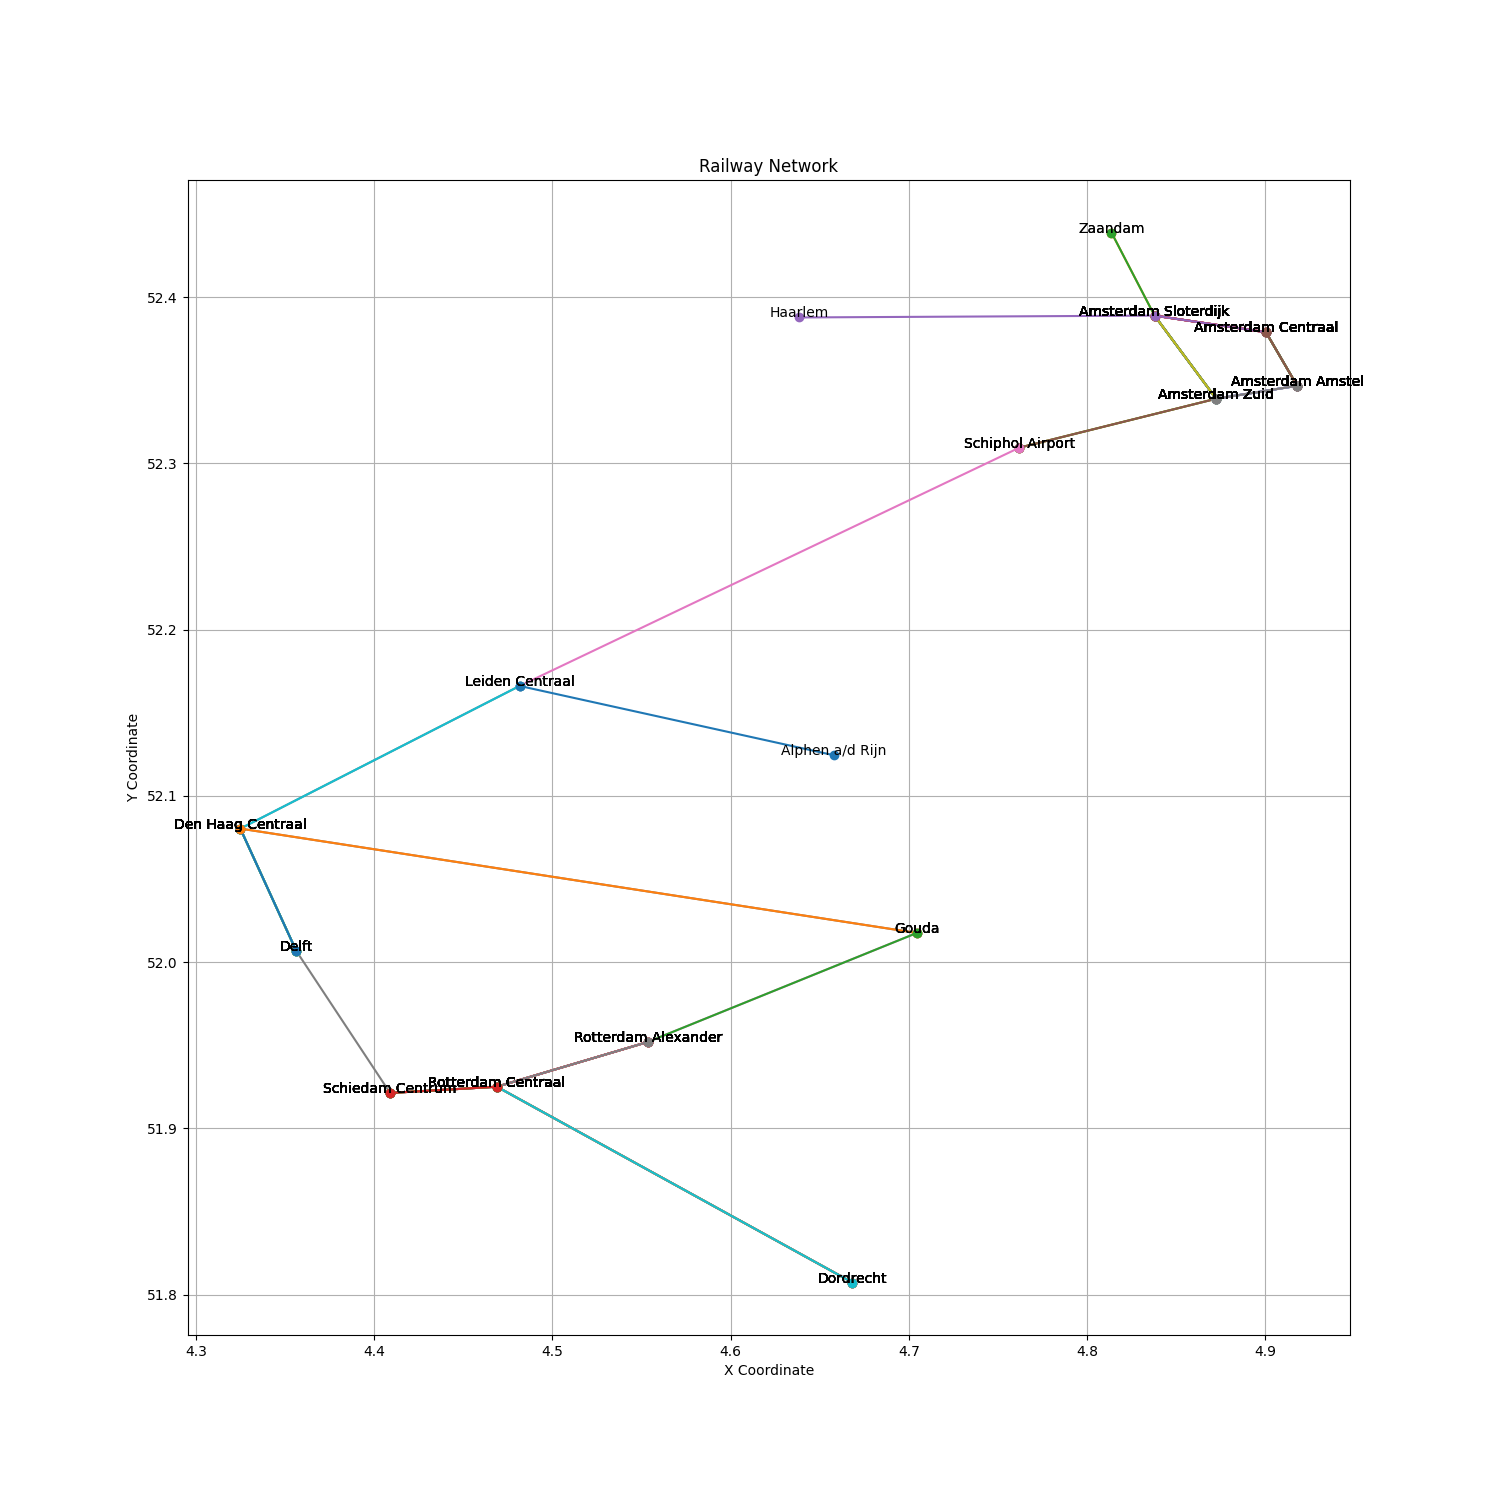 Railway Network
Zaandam
52.4
Haarlem
Amsterdam Sloterdijk
Amsterdam Centraal
Amsterdam Amstel
Amsterdam Zuid
Schiphol Airport
52.3
52.2
Leiden Centraal
Alphen a/d Rijn
Y Coordinate
52.1
Den Haag Centraal
Gouda
Delft
52.0
Rotterdam Alexander
Rotterdam Centraal
Schiedam Centrum
51.9
Dordrecht
51.8
4.3 4.4 4.5 4.6 4.7 4.8 4.9
X Coordinate